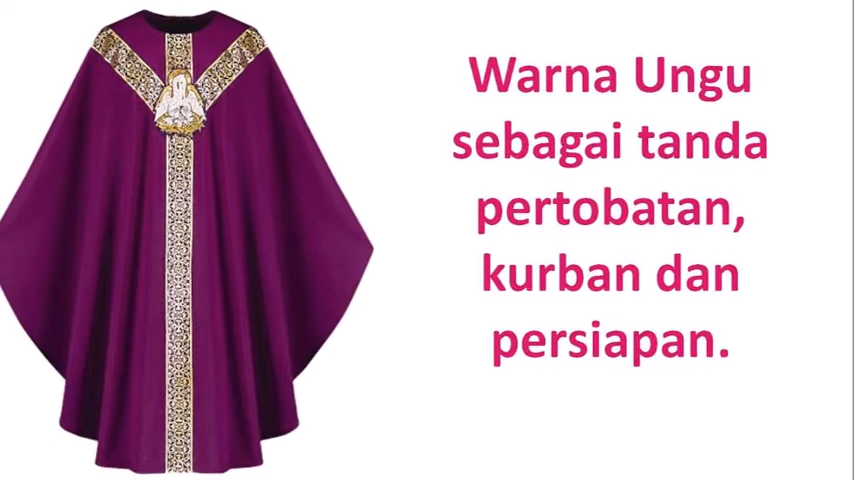 Warna Ungu
sebagai tanda
pertobatan,
kurban dan
persiapan.